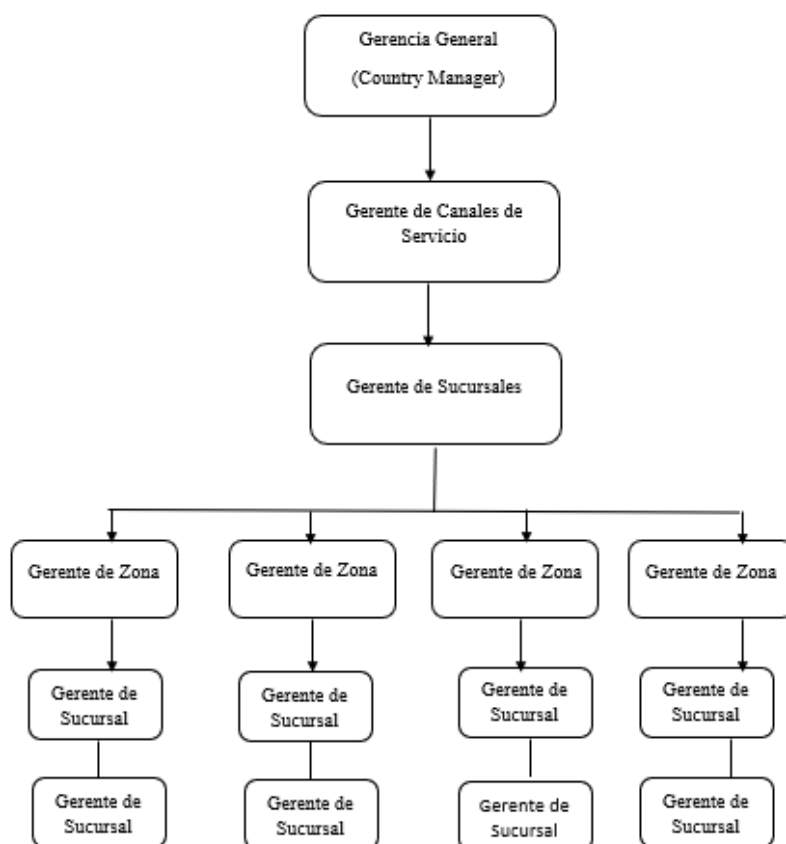 Gerencia General
(Country Manager)
Gerente de Canales de
Servicio
Gerente de Sucursales
Gerente de Zona
Gerente de Zona
Gerente de Zona
Gerente de Zona
Gerente de
Sucursal
Gerente de
Sucursal
Gerente de
Sucursal
Gerente de
Sucursal
Gerente de
Sucursal
Gerente de
Sucursal
Gerente de
Sucursal
Gerente de
Sucursal